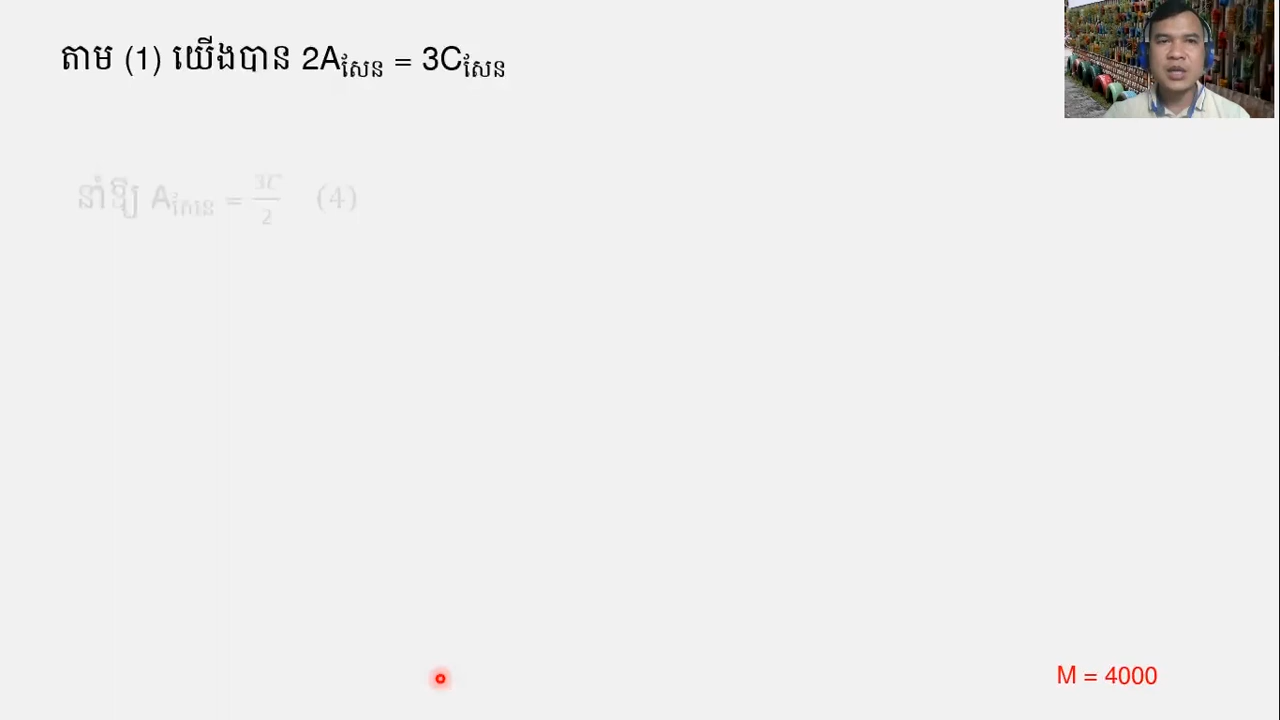 តាម (1) យើងបាន 2Aសែន = 3Cសែន
នាំឱ្យ Aសែន = 3C/2 (4)
M = 4000